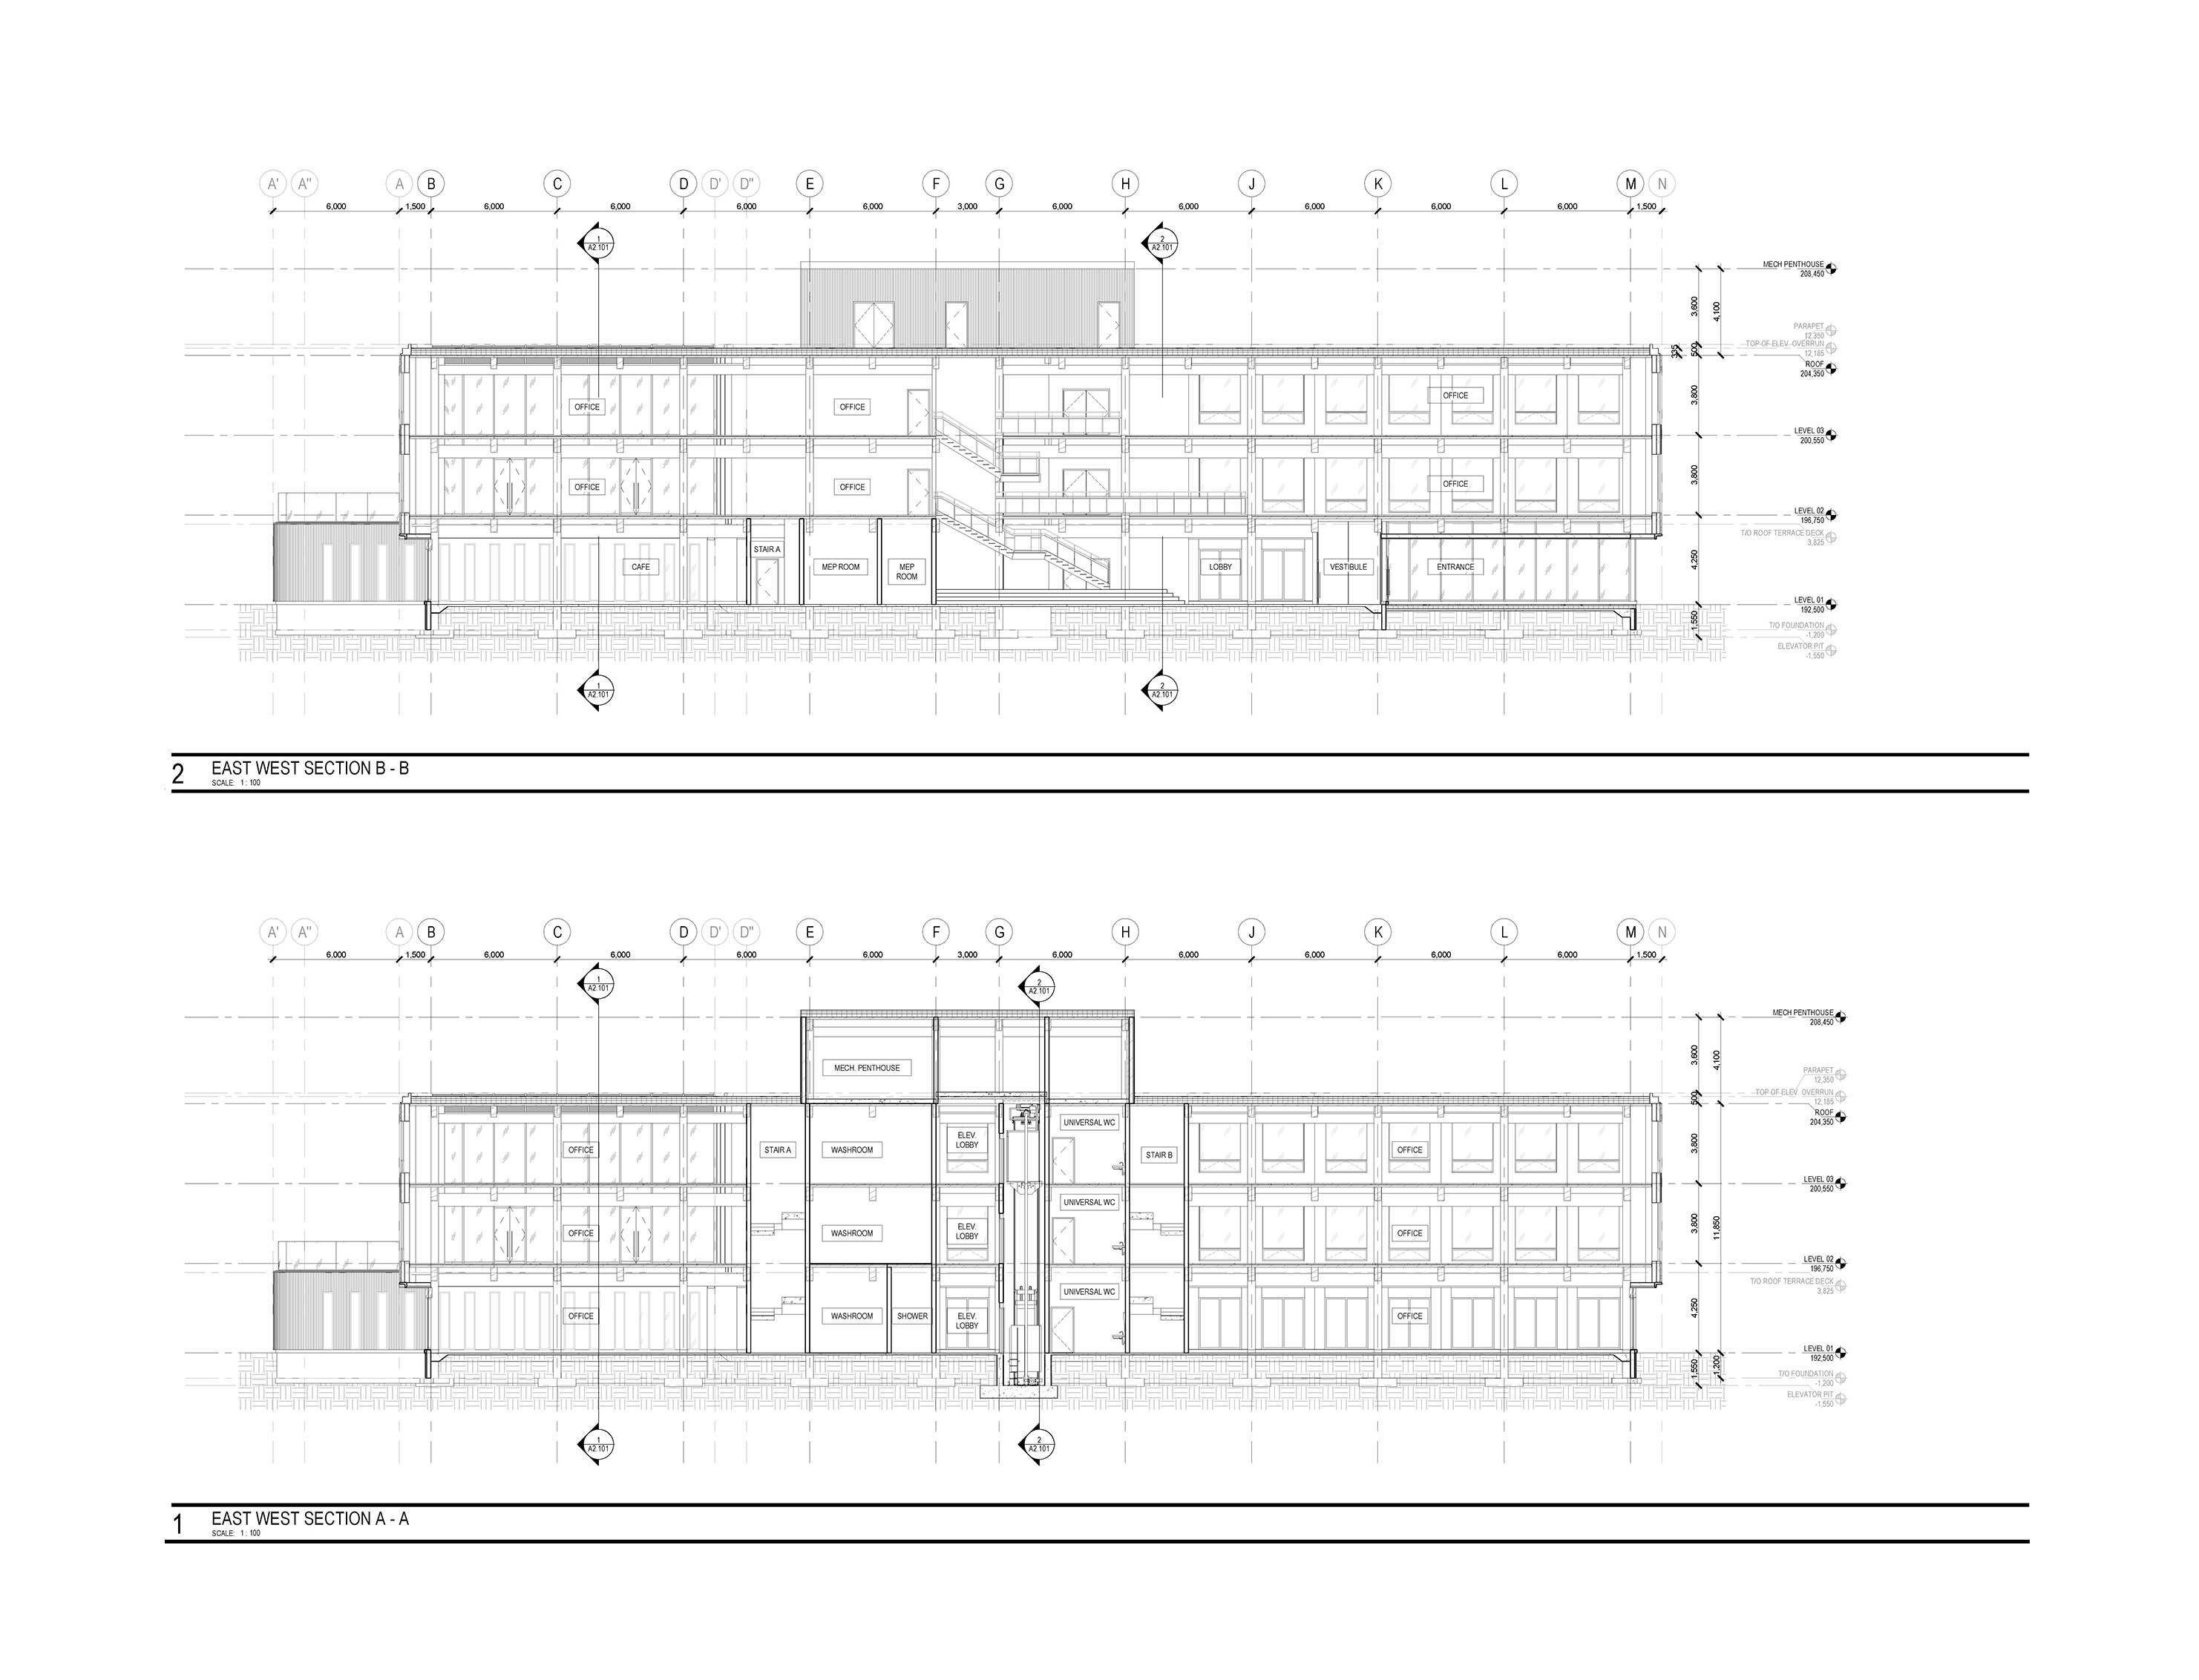 A' A" A B C D D' D" E F G H J K L M N
6,000 1,500 6,000 6,000 6,000 6,000 3,000 6,000 6,000 6,000 6,000 6,000 1,500
1 2
A2.101 A2.101
MECH PENTHOUSE
208,450
3,600 4,100
PARAPET
12,350
TOP OF ELEV. OVERRUN
12,185
335 500
ROOF
204,350
3,800
OFFICE OFFICE OFFICE
LEVEL 03
200,550
3,800
OFFICE OFFICE OFFICE
LEVEL 02
196,750
T/O ROOF TERRACE DECK
3,825
STAIR A
4,250
CAFE MEP ROOM MEP
ROOM
LOBBY VESTIBULE ENTRANCE
LEVEL 01
192,500
1,550
T/O FOUNDATION
-1,200
ELEVATOR PIT
-1,550
1 2
A2.101 A2.101
2 EAST WEST SECTION B - B
SCALE: 1 : 100
A' A" A B C D D' D" E F G H J K L M N
6,000 1,500 6,000 6,000 6,000 6,000 3,000 6,000 6,000 6,000 6,000 6,000 1,500
1 2
A2.101 A2.101
MECH PENTHOUSE
208,450
3,600 4,100
MECH. PENTHOUSE
PARAPET
12,350
TOP OF ELEV. OVERRUN
12,185
500
ROOF
204,350
3,800
OFFICE STAIR A WASHROOM ELEV.
LOBBY
UNIVERSAL WC STAIR B OFFICE
LEVEL 03
200,550
3,800 11,850
OFFICE WASHROOM ELEV.
LOBBY
UNIVERSAL WC OFFICE
LEVEL 02
196,750
T/O ROOF TERRACE DECK
3,825
4,250
OFFICE WASHROOM SHOWER ELEV.
LOBBY
UNIVERSAL WC OFFICE
LEVEL 01
192,500
1,550 1,200
T/O FOUNDATION
-1,200
ELEVATOR PIT
-1,550
1 2
A2.101 A2.101
1 EAST WEST SECTION A - A
SCALE: 1 : 100